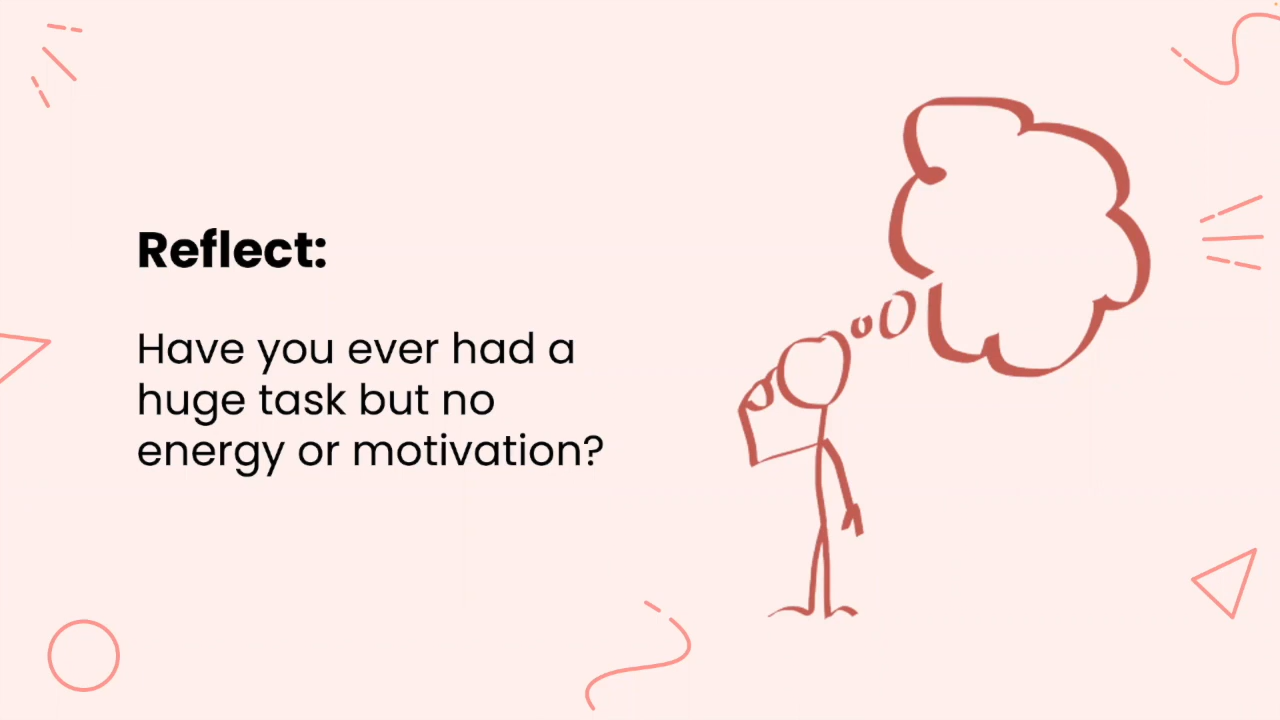 Reflect:
Have you ever had a
huge task but no
energy or motivation?